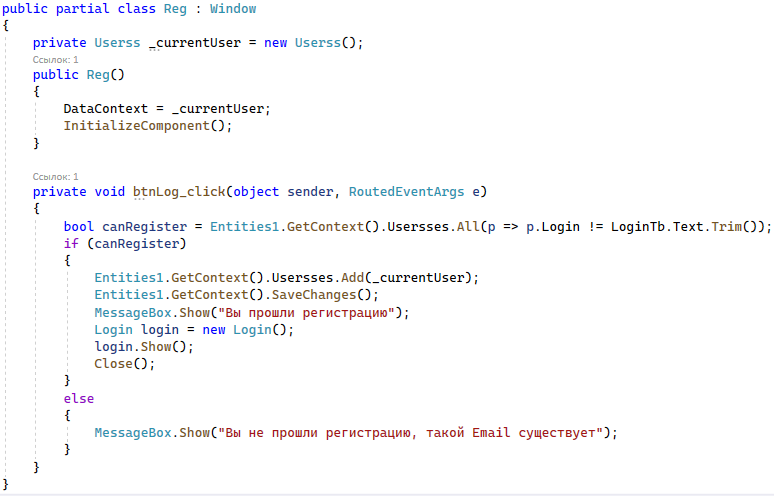 public partial class Reg : Window
{
private Userss _currentUser = new Userss();
Ссылок: 1
public Reg()
{
DataContext = _currentUser;
InitializeComponent();
}
Ссылок: 1
private void btnLog_click(object sender, RoutedEventArgs e)
{
bool canRegister = Entities1.GetContext().Usersses.All(p => p.Login != LoginTb.Text.Trim());
if (canRegister)
{
Entities1.GetContext().Usersses.Add(_currentUser);
Entities1.GetContext().SaveChanges();
MessageBox.Show("Вы прошли регистрацию");
Login login = new Login();
login.Show();
Close();
}
else
{
MessageBox.Show("Вы не прошли регистрацию, такой Email существует");
}
}
}